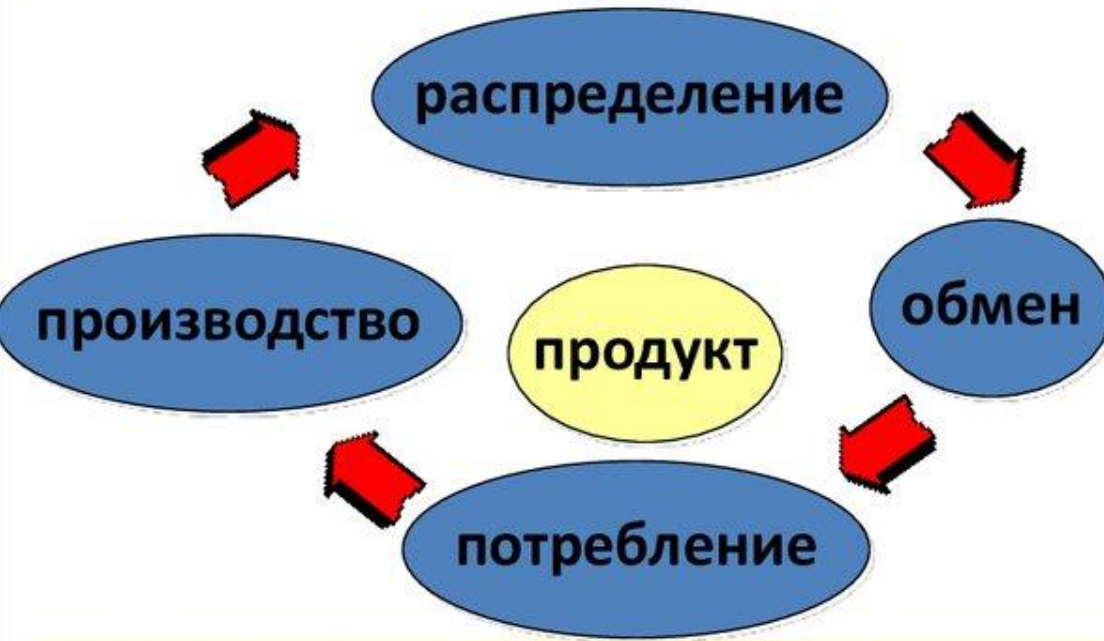 распределение
производство
обмен
продукт
потребление